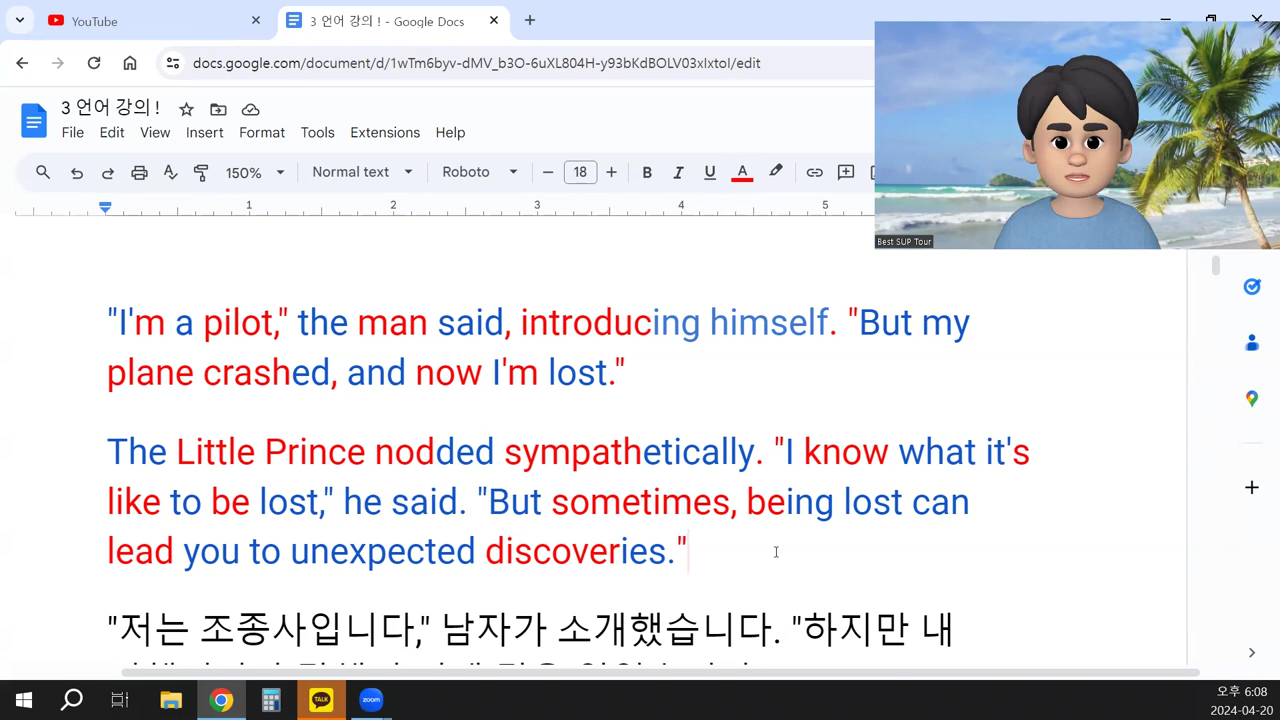 YouTube
3 언어 강의 ! - Google Docs
docs.google.com/document/d/1wTm6byv-dMV_b3O-6uXL804H-y93bKdBOLV03xIxtoI/edit
3 언어 강의 !
File Edit View Insert Format Tools Extensions Help
150% Normal text Roboto 18 B I U A
1 2 3 4 5
Best SUP Tour
"I'm a pilot," the man said, introducing himself. "But my
plane crashed, and now I'm lost."
The Little Prince nodded sympathetically. "I know what it's
like to be lost," he said. "But sometimes, being lost can
lead you to unexpected discoveries."
"저는 조종사입니다," 남자가 소개했습니다. "하지만 내
TALK
zoom
오후 6:08
2024-04-20